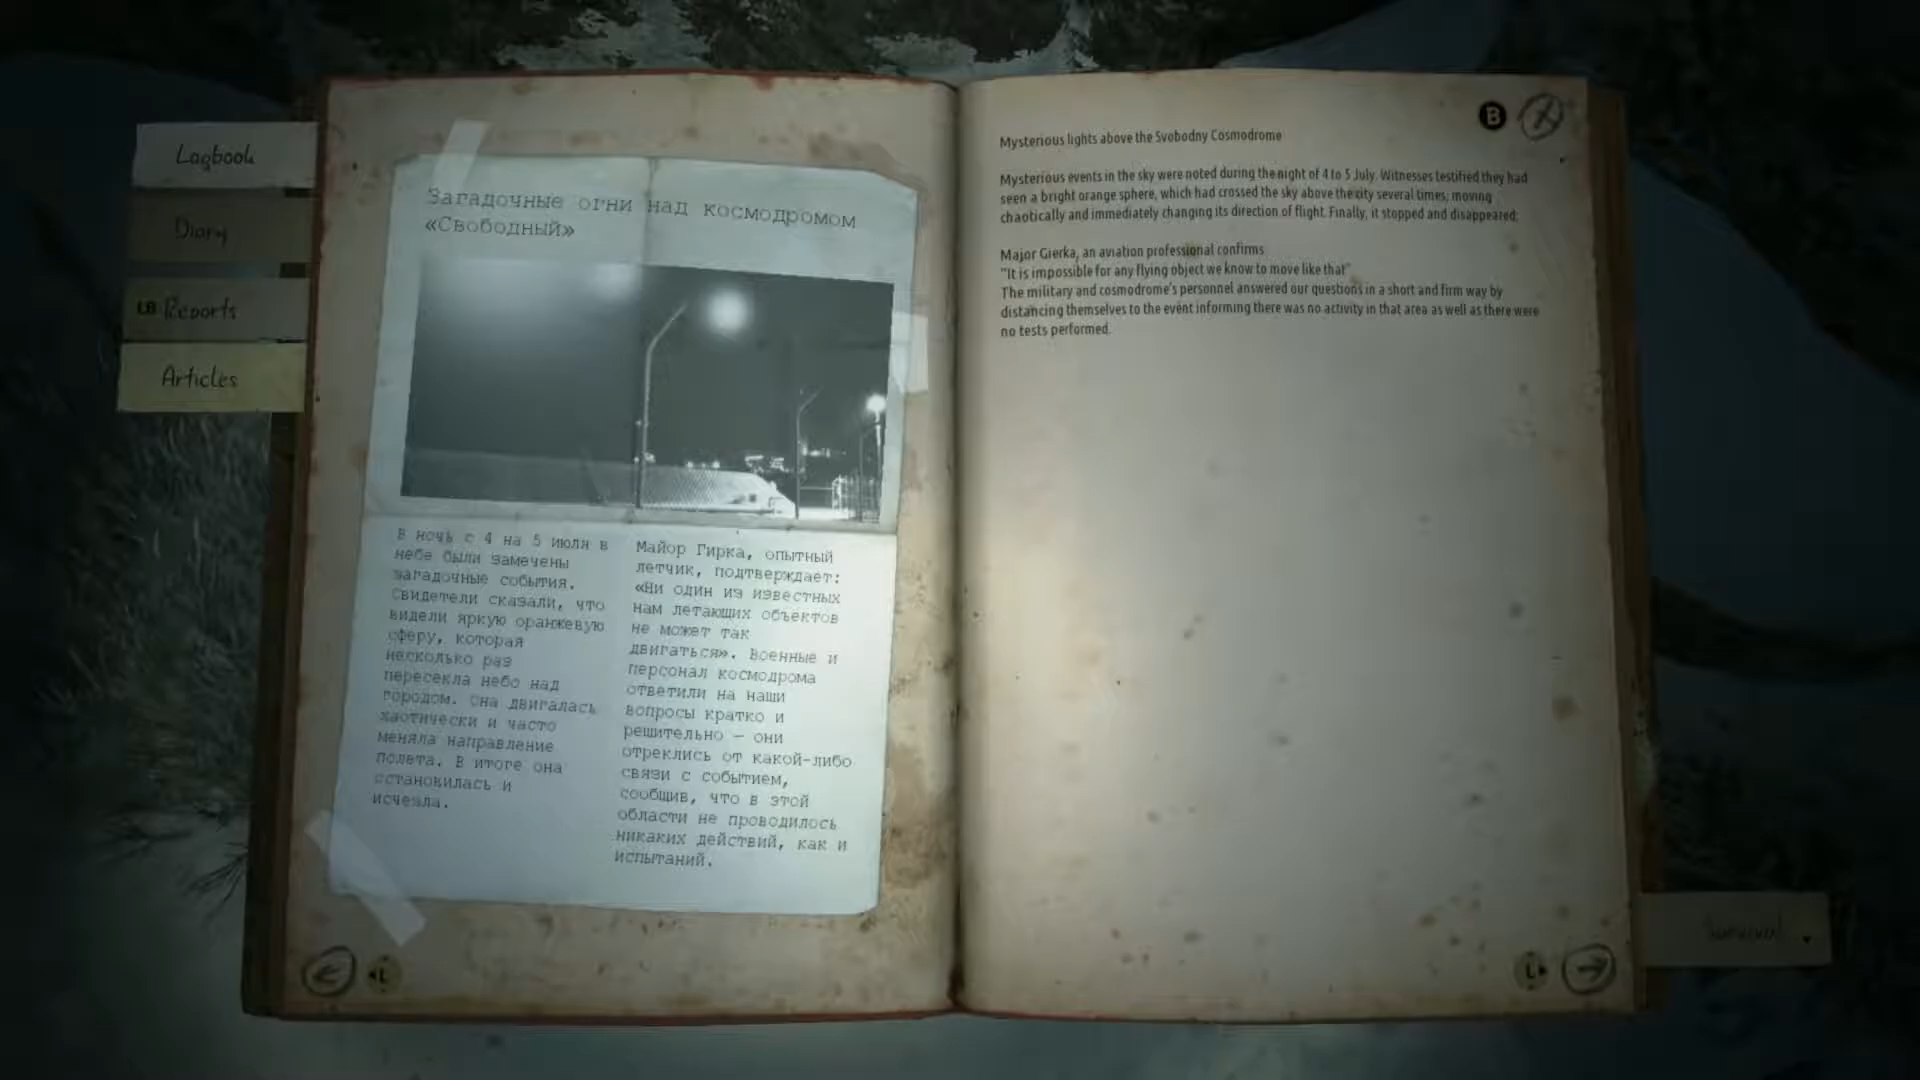 Logbook
Diary
LB Reports
Articles
Загадочные огни над космодромом
«Свободный»
В ночь с 4 на 5 июля в
небе были замечены
загадочные события.
Свидетели сказали, что
видели яркую оранжевую
сферу, которая
несколько раз
пересекла небо над
городом. Она двигалась
хаотически и часто
меняла направление
полета. В итоге она
остановилась и
исчезла.
Майор Гирка, опытный
летчик, подтверждает:
«Ни один из известных
нам летающих объектов
не может так
двигаться». Военные и
персонал космодрома
ответили на наши
вопросы кратко и
решительно – они
отреклись от какой-либо
связи с событием,
сообщив, что в этой
области не проводилось
никаких действий, как и
испытаний.
L
B
Mysterious lights above the Svobodny Cosmodrome
Mysterious events in the sky were noted during the night of 4 to 5 July. Witnesses testified they had
seen a bright orange sphere, which had crossed the sky above the city several times; moving
chaotically and immediately changing its direction of flight. Finally, it stopped and disappeared;
Major Gierka, an aviation professional confirms
"It is impossible for any flying object we know to move like that"
The military and cosmodrome's personnel answered our questions in a short and firm way by
distancing themselves to the event informing there was no activity in that area as well as there were
no tests performed.
Survival
L